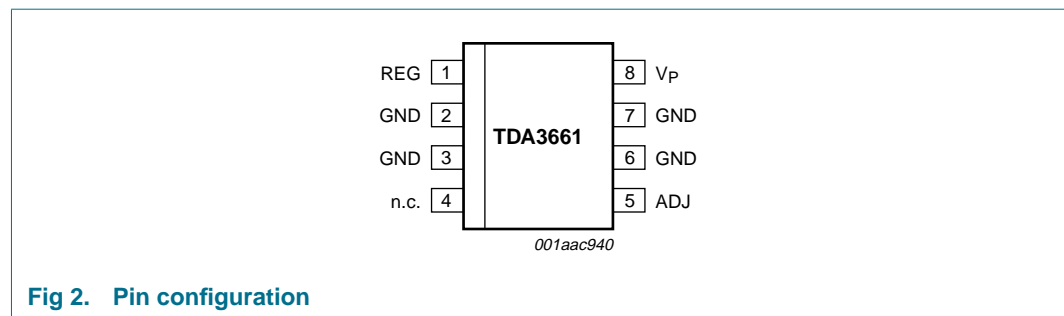 REG 1 8 VP
GND 2 7 GND
TDA3661
GND 3 6 GND
n.c. 4 5 ADJ
001aac940
Fig 2. Pin configuration